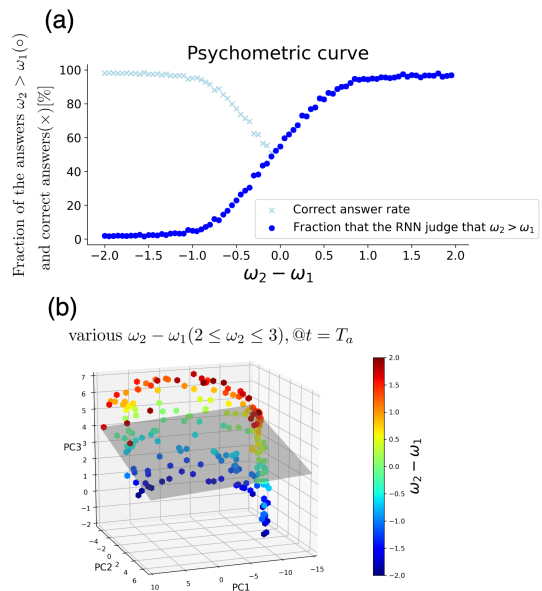 (a)
Psychometric curve
Fraction of the answers ω₂ > ω₁(○)
and correct answers(×)[%]
100
80
60
40
20
0
× Correct answer rate
● Fraction that the RNN judge that ω₂ > ω₁
-2.0 -1.5 -1.0 -0.5 0.0 0.5 1.0 1.5 2.0
ω₂ − ω₁
(b)
various ω₂ − ω₁(2 ≤ ω₂ ≤ 3), @t = Tₐ
7
6
5
4
PC3 3
2
1
0
−1
−2
−4
−2
0
2
4
6
PC2
10 5 0 −5 −10 −15
PC1
2.0
1.5
1.0
0.5
0.0
−0.5
−1.0
−1.5
−2.0
ω₂ − ω₁